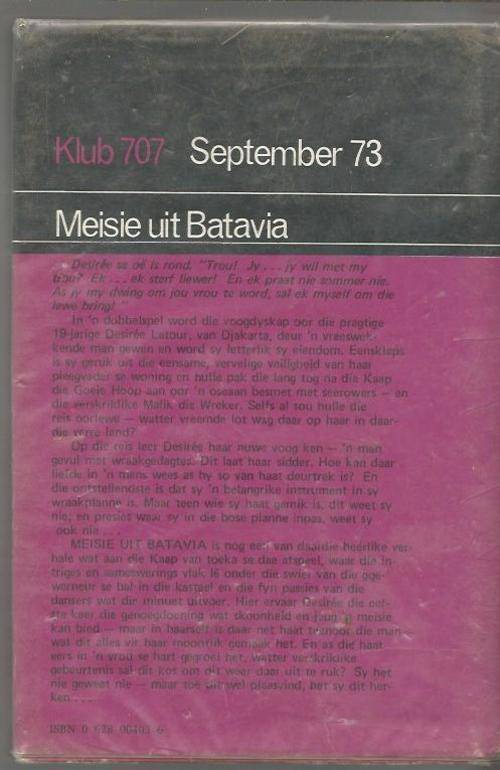 Klub 707 September 73
Meisie uit Batavia
Desirée se oë is rond. "Trou! Jy . . . jy wil met my
trou? Ek . . . ek sterf liewer! En ek praat nie sommer nie.
As jy my dwing om jou vrou te word, sal ek myself om die
lewe bring! "
In 'n dobbelspel word die voogdyskap oor die pragtige
19-jarige Desirée Latour, van Djakarta, deur 'n vreeswek-
kende man gewen en word sy letterlik sy eiendom. Eensklaps
is sy geruk uit die eensame, vervelige veiligheid van haar
pleegvader se woning en hulle pak die lang tog na die Kaap
die Goeie Hoop aan oor 'n oseaan besmet met seerowers — en
die verskriklike Malik die Wreker. Selfs al sou hulle die
reis oorlewe — watter vreemde lot wag daar op haar in daar-
die verre land?
Op die reis leer Desirée haar nuwe voog ken — 'n man
gevul met wraakgedagtes. Dit laat haar sidder. Hoe kan daar
liefde in 'n mens wees as hy so van haat deurtrek is? En
die ontstellendste is dat sy 'n belangrike instrument in sy
wraakplanne is. Maar teen wie sy haat gemik is, dit weet sy
nie; en presies waar sy in die bose planne inpas, weet sy
ook nie . . .
MEISIE UIT BATAVIA is nog een van daardie heerlike ver-
hale wat aan die Kaap van toeka se dae afspeel, waar die in-
triges en sameswerings vlak lê onder die swier van die goe-
werneur se bal in die kasteel en die fyn passies van die
dansers wat die minuet uitvoer. Hier ervaar Desirée die eer-
ste keer die genoegdoening wat skoonheid en jeug 'n meisie
kan bied — maar in haarself is daar net haat teenoor die man
wat dit alles vir haar moontlik gemaak het. En as die haat
eers in 'n vrou se hart gegroei het, watter verskriklike
gebeurtenis sal dit kos om dit weer daar uit te ruk? Sy het
nie geweet nie — maar toe dit wel plaasvind, het sy dit her-
ken . . .
ISBN 0 628 00403 6